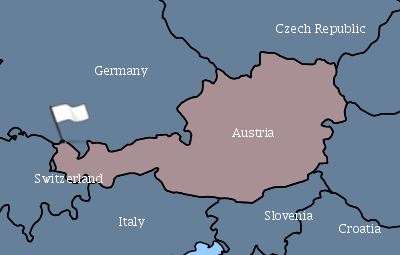 Czech Republic
Germany
Austria
Switzerland
Italy
Slovenia
Croatia